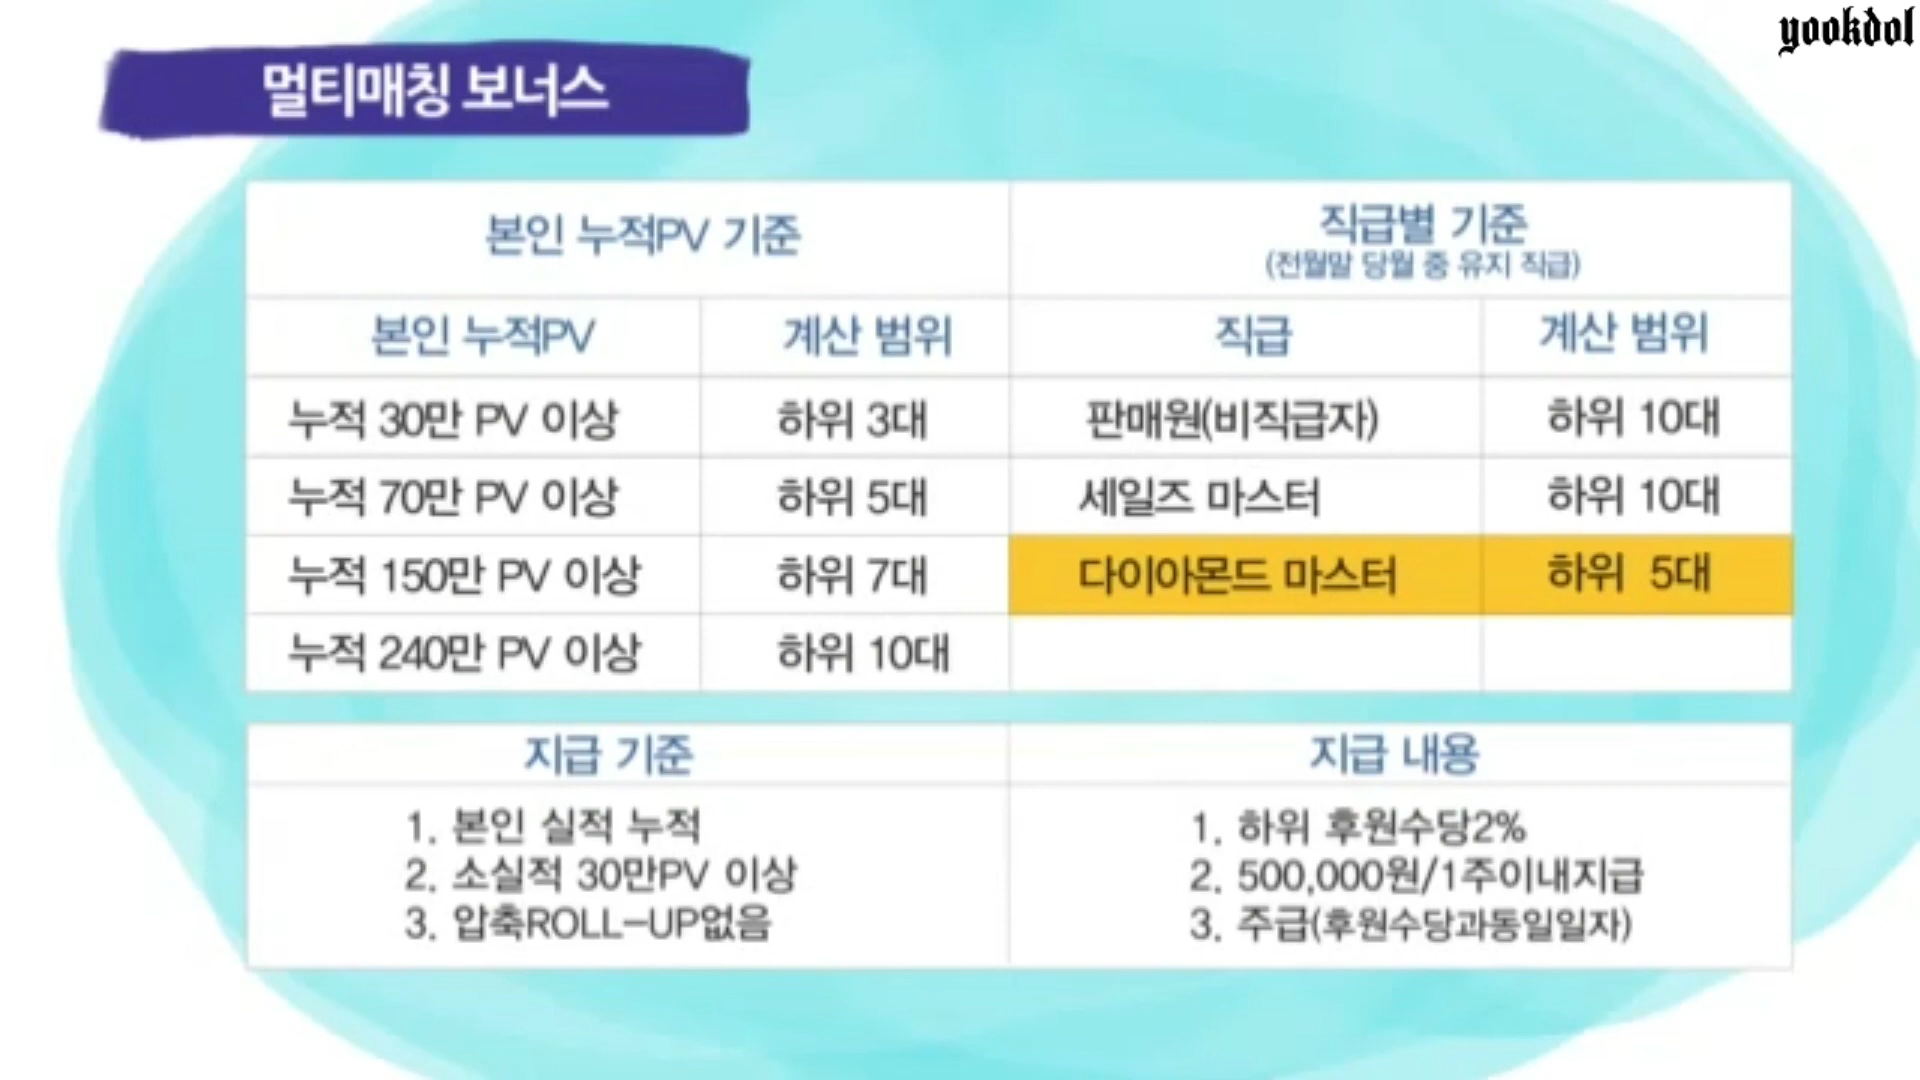 yookdol
멀티매칭 보너스
본인 누적PV 기준
직급별 기준
(전월말 당월 중 유지 직급)
본인 누적PV 계산 범위 직급 계산 범위
누적 30만 PV 이상 하위 3대 판매원(비직급자) 하위 10대
누적 70만 PV 이상 하위 5대 세일즈 마스터 하위 10대
누적 150만 PV 이상 하위 7대 다이아몬드 마스터 하위 5대
누적 240만 PV 이상 하위 10대
지급 기준
1. 본인 실적 누적
2. 소실적 30만PV 이상
3. 압축ROLL-UP없음
지급 내용
1. 하위 후원수당2%
2. 500,000원/1주이내지급
3. 주급(후원수당과동일일자)